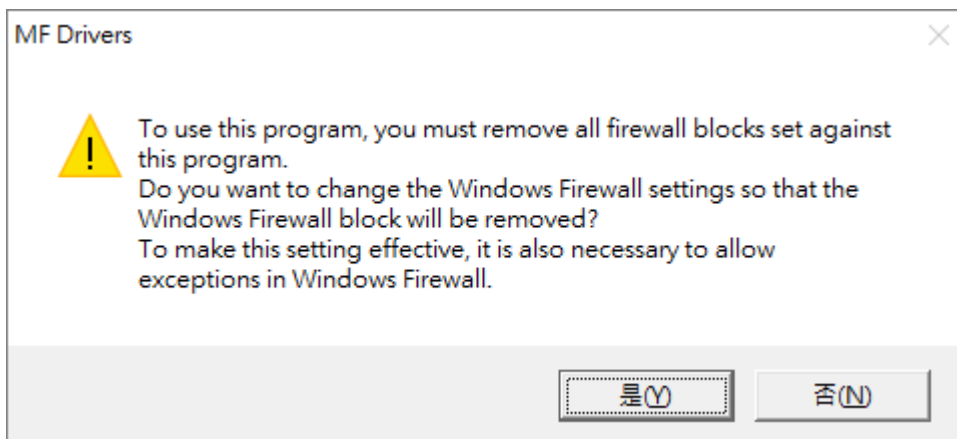 MF Drivers
To use this program, you must remove all firewall blocks set against
this program.
Do you want to change the Windows Firewall settings so that the
Windows Firewall block will be removed?
To make this setting effective, it is also necessary to allow
exceptions in Windows Firewall.
是(Y) 否(N)